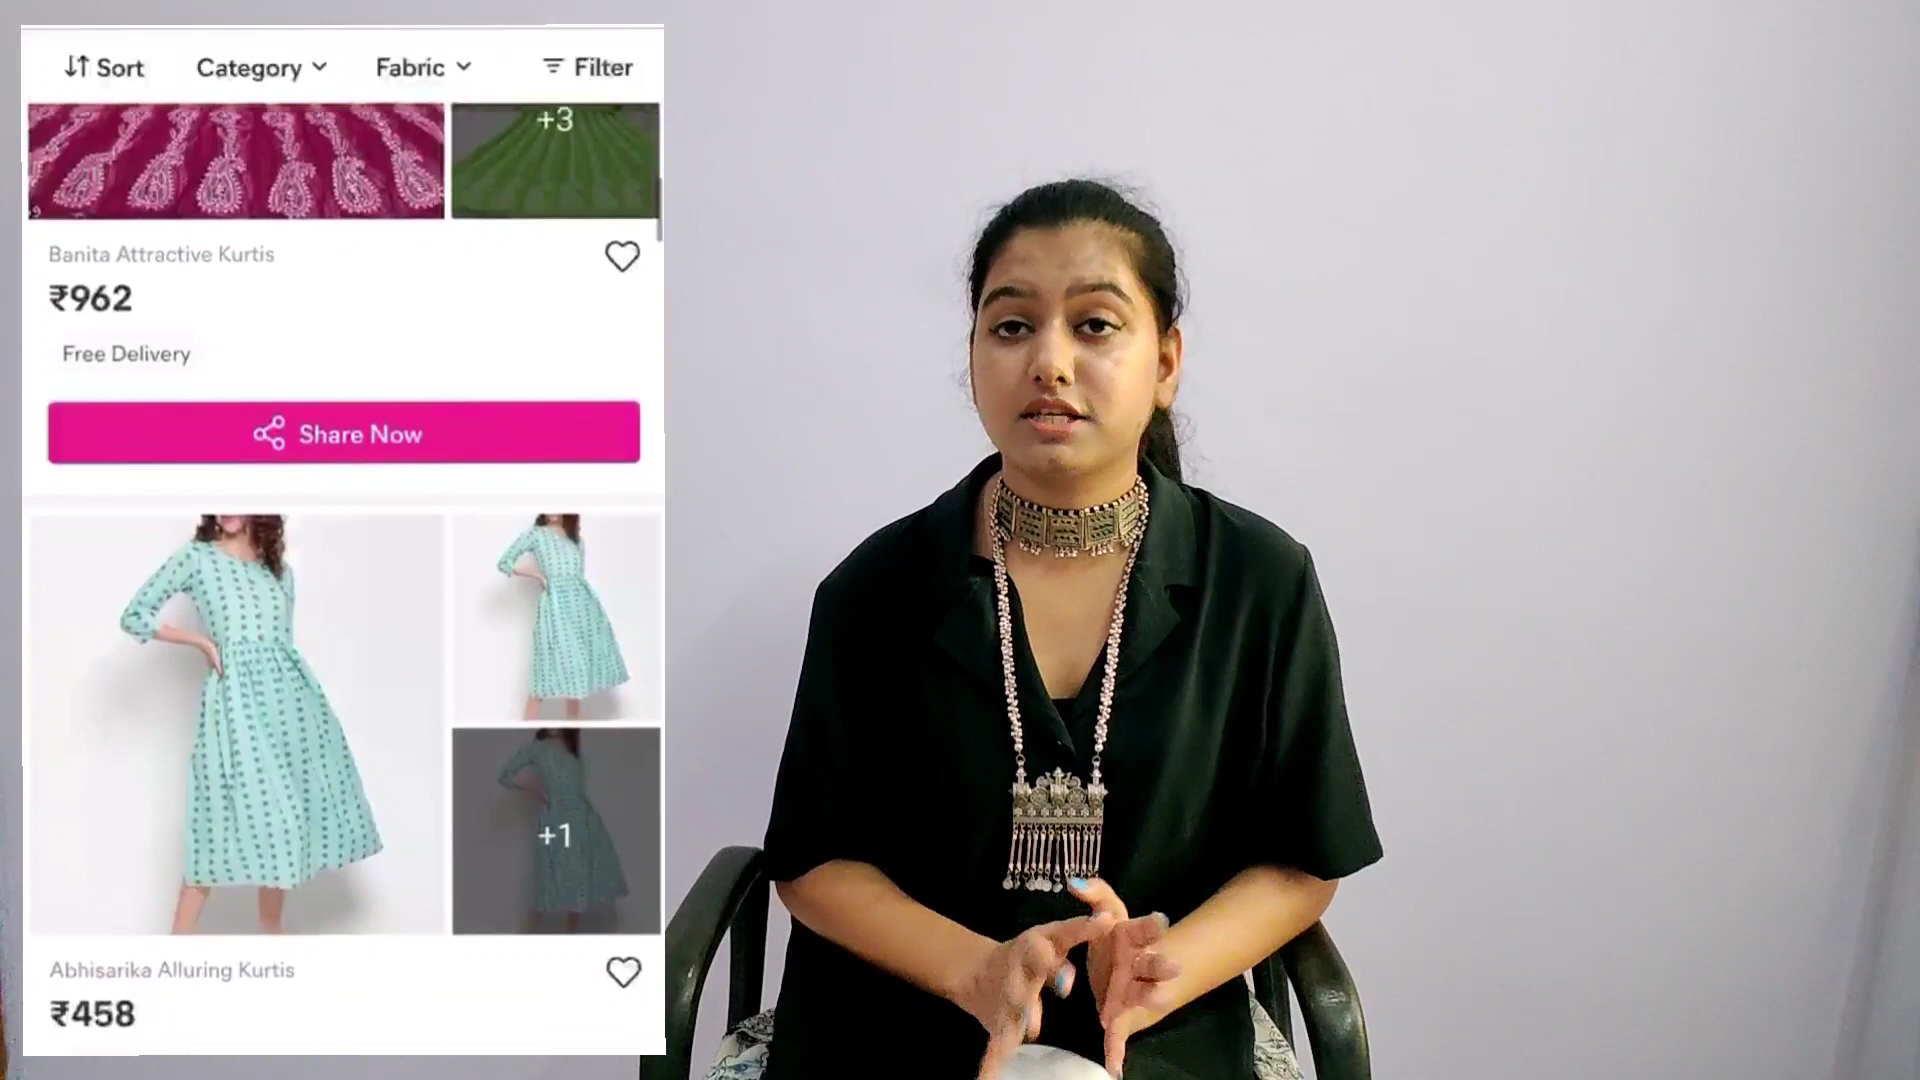 Sort Category Fabric Filter
+3
Banita Attractive Kurtis
₹962
Free Delivery
Share Now
+1
Abhisarika Alluring Kurtis
₹458